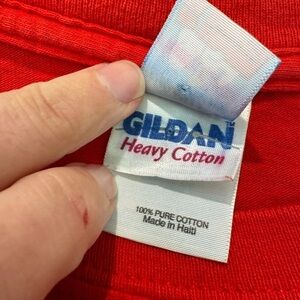 GILDAN
Heavy Cotton
100% PURE COTTON
Made in Haiti